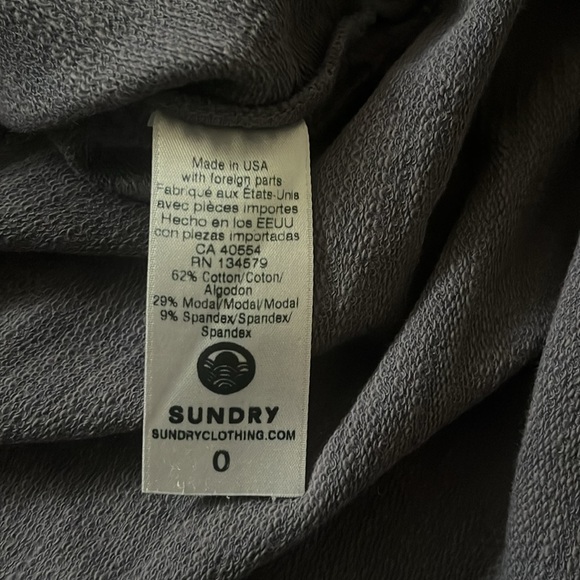 Made in USA
with foreign parts
Fabriqué aux États-Unis
avec pièces importes
Hecho en los EEUU
con piezas importadas
CA 40554
RN 134579
62% Cotton/Coton/
Algodon
29% Modal/Modal/Modal
9% Spandex/Spandex/
Spandex
SUNDRY
SUNDRYCLOTHING.COM
0